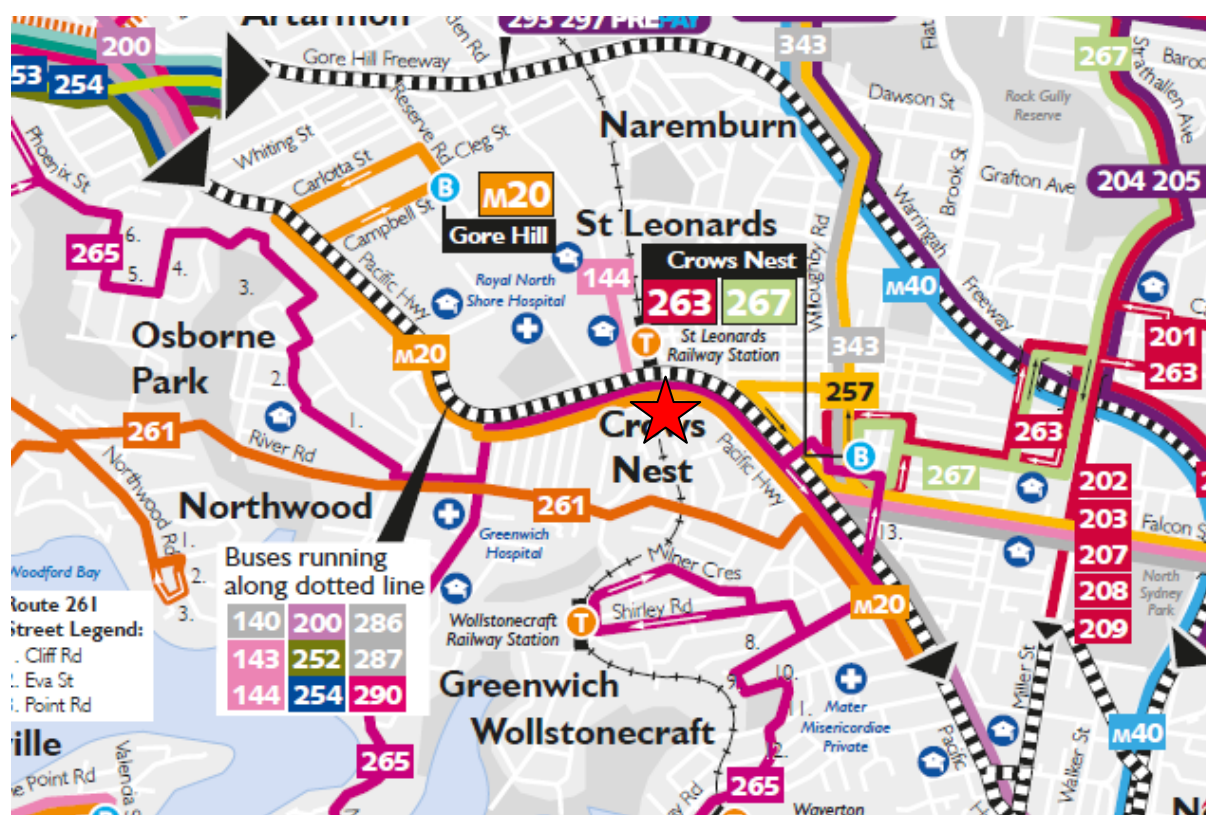 Artarmon
293 297 PREPAY
200
Gore Hill Freeway
343
267
Strathallen Ave
53 254
Phoenix St
Whiting St
Reserve Rd
Cleg St
Carlotta St
Campbell St
B
M20
Gore Hill
Naremburn
Dawson St
Rock Gully
Reserve
Brook St
Grafton Ave
204 205
Warringah
Freeway
M40
Willoughby Rd
265
6.
5.
4.
3.
Pacific Hwy
Royal North
Shore Hospital
St Leonards
144
Crows Nest
263 267
St Leonards
Railway Station
T
343
201
263
Osborne
Park
M20
2.
1.
257
263
261
River Rd
Northwood Rd
Crows
Nest
Pacific Hwy
B
267
202
203
207
208
209
Falcon S
13.
Northwood
261
Greenwich
Hospital
1.
2.
3.
Woodford Bay
Route 261
Street Legend:
. Cliff Rd
. Eva St
. Point Rd
Buses running
along dotted line
140 200 286
143 252 287
144 254 290
Milner Cres
Shirley Rd
Wollstonecraft
Railway Station
T
M20
North
Sydney
Park
8.
9.
10.
11.
Greenwich
Wollstonecraft
Mater
Misericordiae
Private
Miller St
Pacific
Walker St
M40
265
265
ville
e Point Rd
Valencia S
Waverton